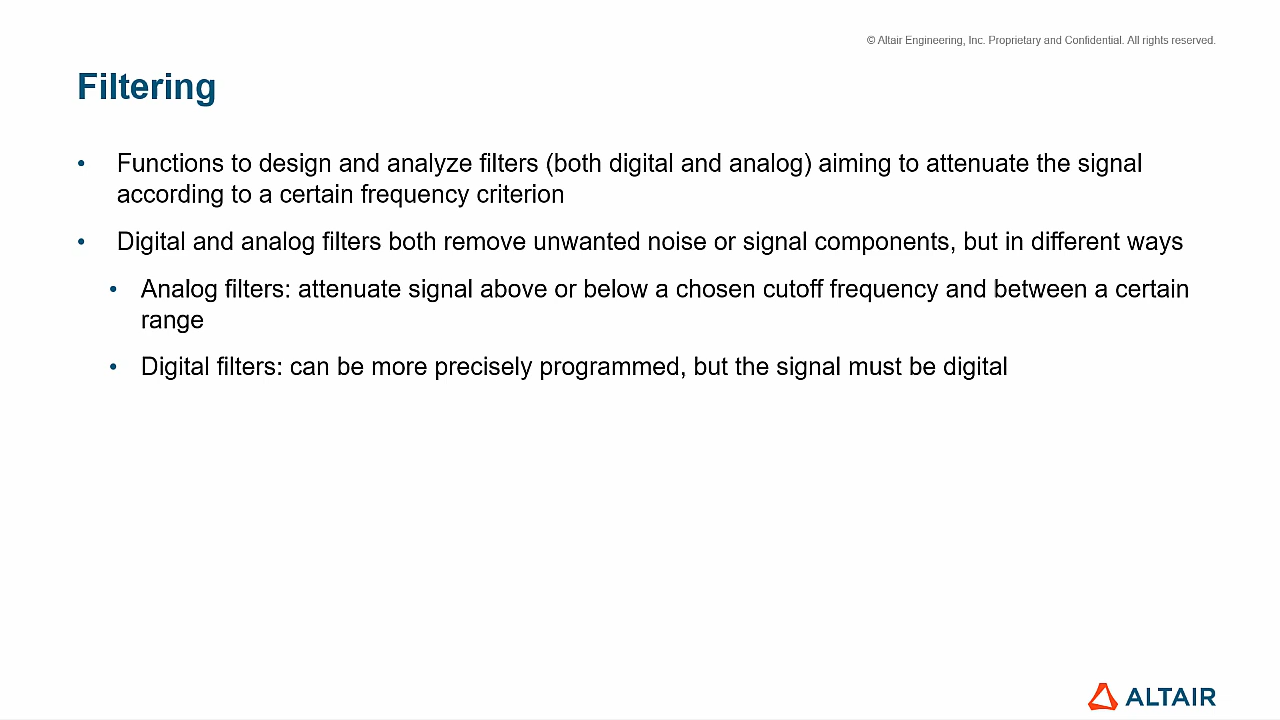 © Altair Engineering, Inc. Proprietary and Confidential. All rights reserved.
Filtering
• Functions to design and analyze filters (both digital and analog) aiming to attenuate the signal
according to a certain frequency criterion
• Digital and analog filters both remove unwanted noise or signal components, but in different ways
• Analog filters: attenuate signal above or below a chosen cutoff frequency and between a certain
range
• Digital filters: can be more precisely programmed, but the signal must be digital
ALTAIR